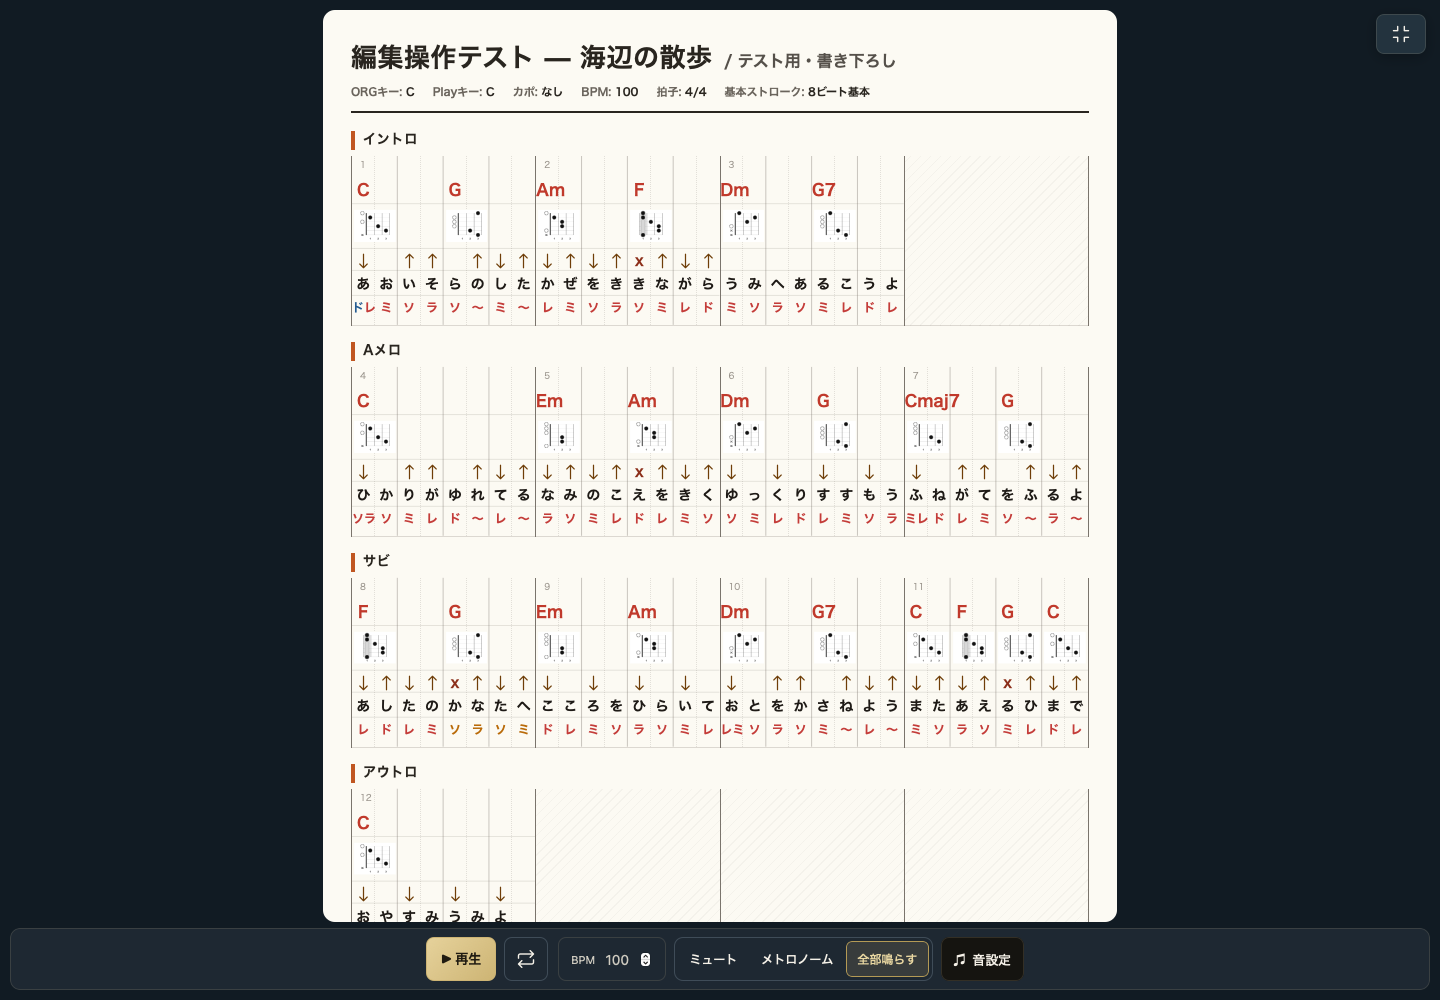 編集操作テスト — 海辺の散歩 / テスト用・書き下ろし
ORGキー: C Playキー: C カポ: なし BPM: 100 拍子: 4/4 基本ストローク: 8ビート基本
イントロ
1 2 3
C G Am F Dm G7
↓ ↑ ↑ ↑ ↓ ↑ ↓ ↑ ↓ ↑ x ↑ ↓ ↑
あ お い そ ら の し た か ぜ を き き な が ら う み へ あ る こ う よ
ドレ ミ ソ ラ ソ 〜 ミ 〜 レ ミ ソ ラ ソ ミ レ ド ミ ソ ラ ソ ミ レ ド レ
Aメロ
4 5 6 7
C Em Am Dm G Cmaj7 G
↓ ↑ ↑ ↑ ↓ ↑ ↓ ↑ ↓ ↑ x ↑ ↓ ↑ ↓ ↓ ↓ ↓ ↓ ↑ ↑ ↑ ↓ ↑
ひ か り が ゆ れ て る な み の こ え を き く ゆ っ く り す す も う ふ ね が て を ふ る よ
ソラ ソ ミ レ ド 〜 レ 〜 ラ ソ ミ レ ド レ ミ ソ ソ ミ レ ド レ ミ ソ ラ ミレ ド レ ミ ソ 〜 ラ 〜
サビ
8 9 10 11
F G Em Am Dm G7 C F G C
↓ ↑ ↓ ↑ x ↑ ↓ ↑ ↓ ↓ ↓ ↓ ↓ ↑ ↑ ↑ ↓ ↑ ↓ ↑ ↓ ↑ x ↑ ↓ ↑
あ し た の か な た へ こ こ ろ を ひ ら い て お と を か さ ね よ う ま た あ え る ひ ま で
レ ド レ ミ ソ ラ ソ ミ ド レ ミ ソ ラ ソ ミ レ レミ ソ ラ ソ ミ 〜 レ 〜 ミ ソ ラ ソ ミ レ ド レ
アウトロ
12
C
↓ ↓ ↓ ↓
お や す み う み よ
再生 BPM 100 ミュート メトロノーム 全部鳴らす 音設定